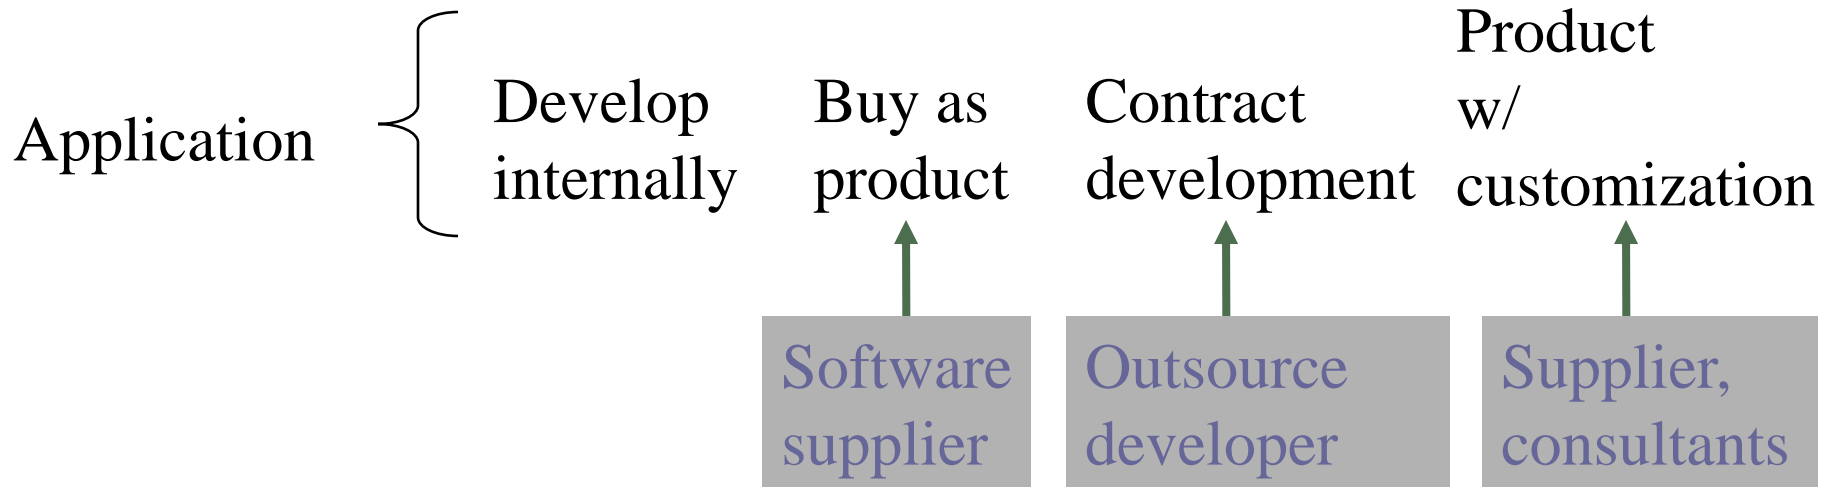 Application
Develop
internally
Buy as
product
Contract
development
Product
w/
customization
Software
supplier
Outsource
developer
Supplier,
consultants